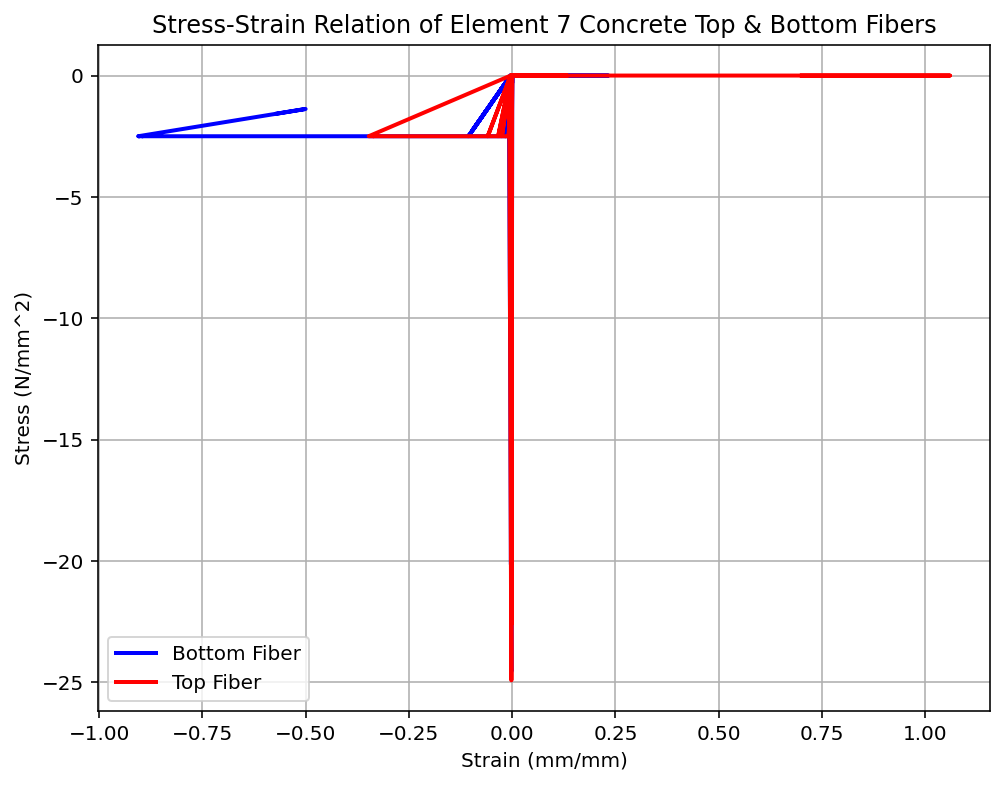 Stress-Strain Relation of Element 7 Concrete Top & Bottom Fibers
0
−5
−10
−15
−20
−25
Stress (N/mm^2)
Bottom Fiber
Top Fiber
−1.00 −0.75 −0.50 −0.25 0.00 0.25 0.50 0.75 1.00
Strain (mm/mm)